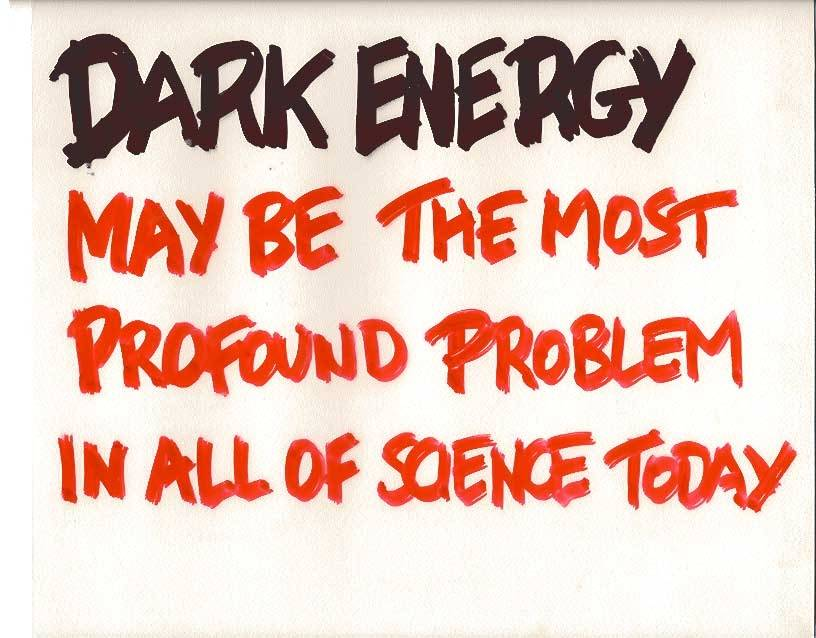 DARK ENERGY
MAY BE THE MOST
PROFOUND PROBLEM
IN ALL OF SCIENCE TODAY